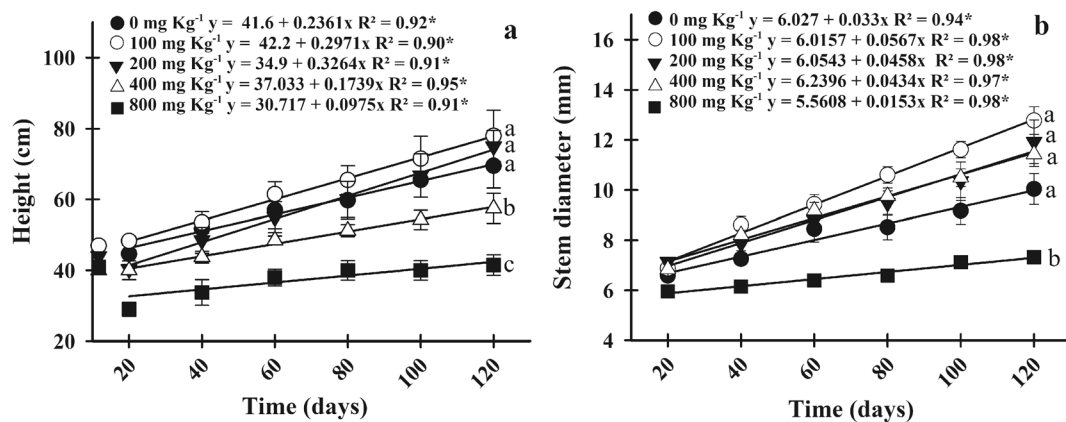 0 mg Kg⁻¹ y = 41.6 + 0.2361x R² = 0.92*
100 mg Kg⁻¹ y = 42.2 + 0.2971x R² = 0.90*
200 mg Kg⁻¹ y = 34.9 + 0.3264x R² = 0.91*
400 mg Kg⁻¹ y = 37.033 + 0.1739x R² = 0.95*
800 mg Kg⁻¹ y = 30.717 + 0.0975x R² = 0.91*
a
100
80
60
40
20
Height (cm)
a
a
a
b
c
20 40 60 80 100 120
Time (days)
0 mg Kg⁻¹ y = 6.027 + 0.033x R² = 0.94*
100 mg Kg⁻¹ y = 6.0157 + 0.0567x R² = 0.98*
200 mg Kg⁻¹ y = 6.0543 + 0.0458x R² = 0.98*
400 mg Kg⁻¹ y = 6.2396 + 0.0434x R² = 0.97*
800 mg Kg⁻¹ y = 5.5608 + 0.0153x R² = 0.98*
b
16
14
12
10
8
6
4
Stem diameter (mm)
a
a
a
a
b
20 40 60 80 100 120
Time (days)